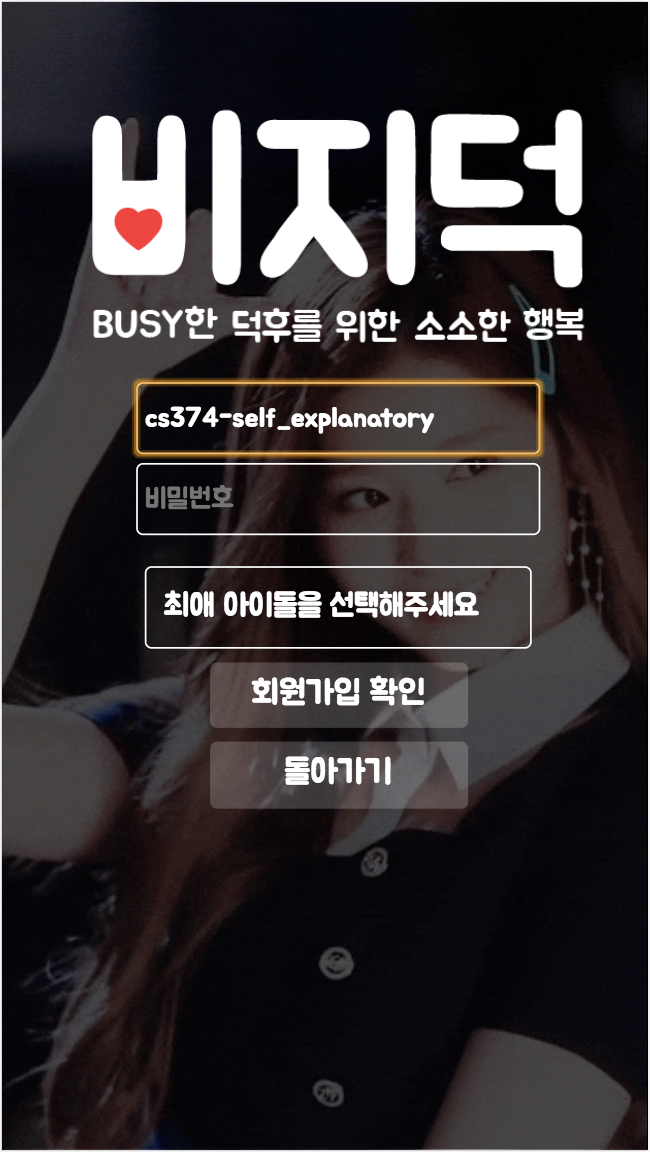 비지덕
BUSY한 덕후를 위한 소소한 행복
cs374-self_explanatory
비밀번호
최애 아이돌을 선택해주세요
회원가입 확인
돌아가기